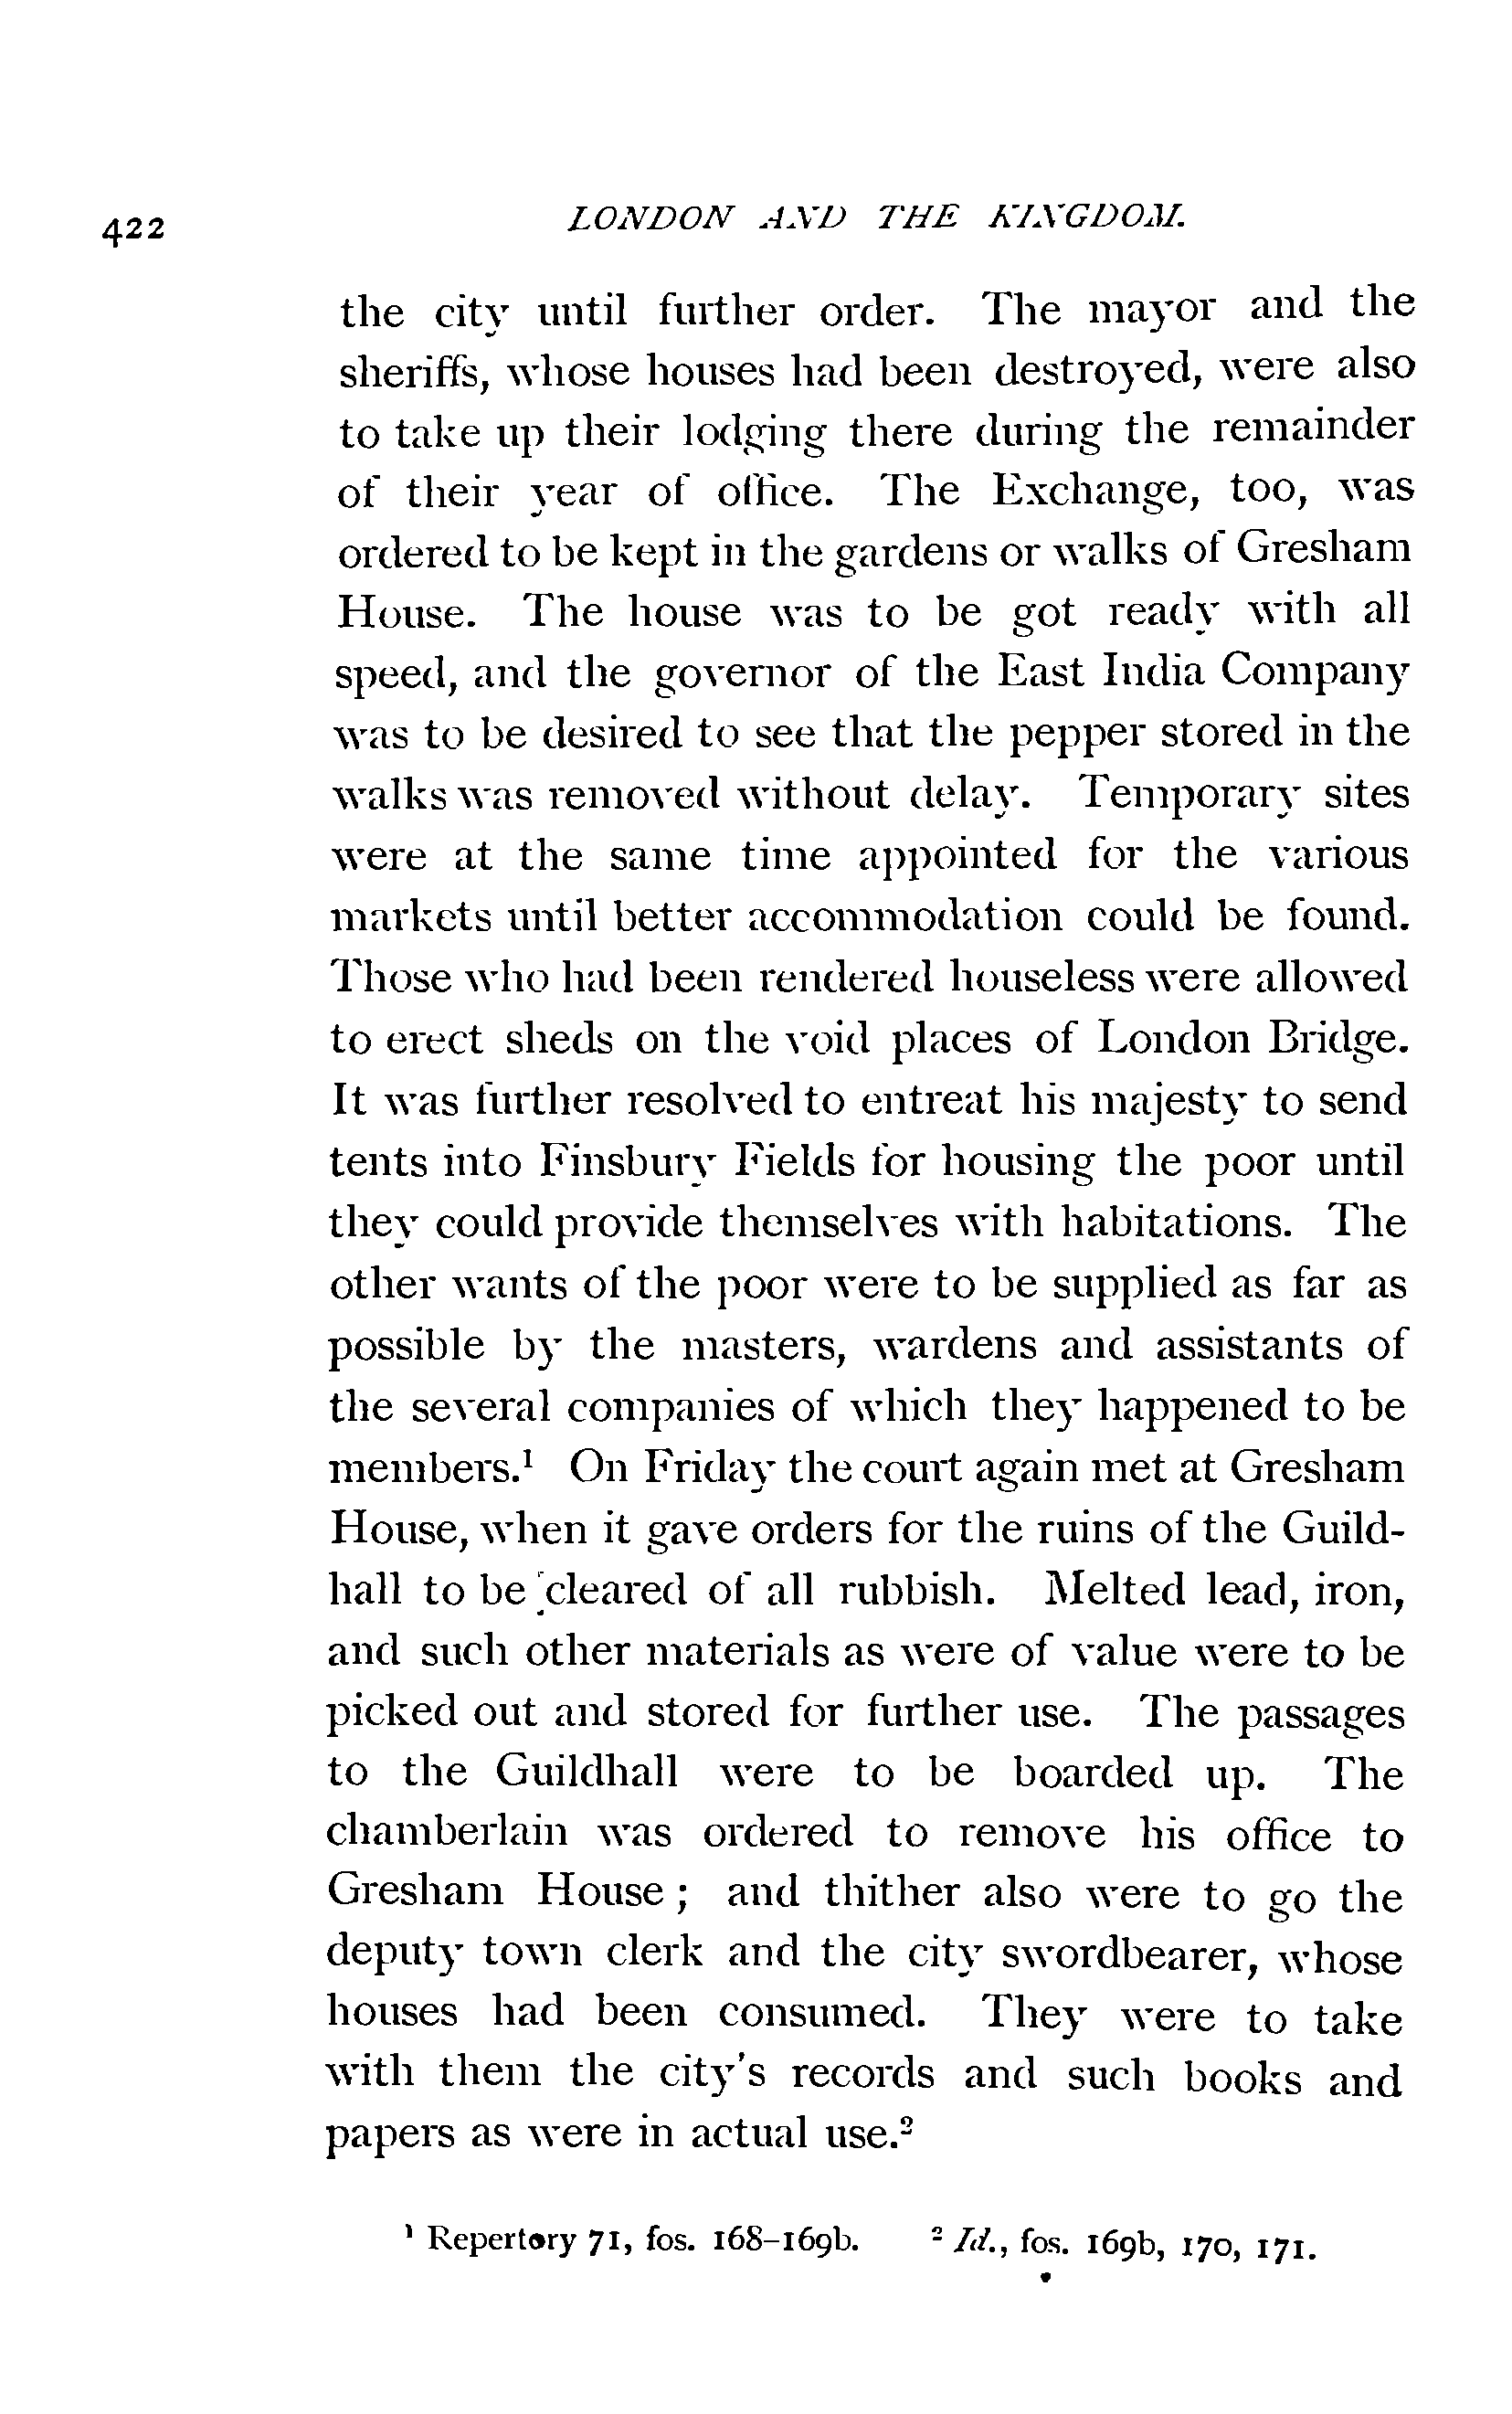 422 LONDON AND THE KINGDOM.
the city until further order. The mayor and the
sheriffs, whose houses had been destroyed, were also
to take up their lodging there during the remainder
of their year of office. The Exchange, too, was
ordered to be kept in the gardens or walks of Gresham
House. The house was to be got ready with all
speed, and the governor of the East India Company
was to be desired to see that the pepper stored in the
walks was removed without delay. Temporary sites
were at the same time appointed for the various
markets until better accommodation could be found.
Those who had been rendered houseless were allowed
to erect sheds on the void places of London Bridge.
It was further resolved to entreat his majesty to send
tents into Finsbury Fields for housing the poor until
they could provide themselves with habitations. The
other wants of the poor were to be supplied as far as
possible by the masters, wardens and assistants of
the several companies of which they happened to be
members.¹ On Friday the court again met at Gresham
House, when it gave orders for the ruins of the Guild-
hall to be cleared of all rubbish. Melted lead, iron,
and such other materials as were of value were to be
picked out and stored for further use. The passages
to the Guildhall were to be boarded up. The
chamberlain was ordered to remove his office to
Gresham House; and thither also were to go the
deputy town clerk and the city swordbearer, whose
houses had been consumed. They were to take
with them the city's records and such books and
papers as were in actual use.²
¹ Repertory 71, fos. 168-169b. ² Id., fos. 169b, 170, 171.